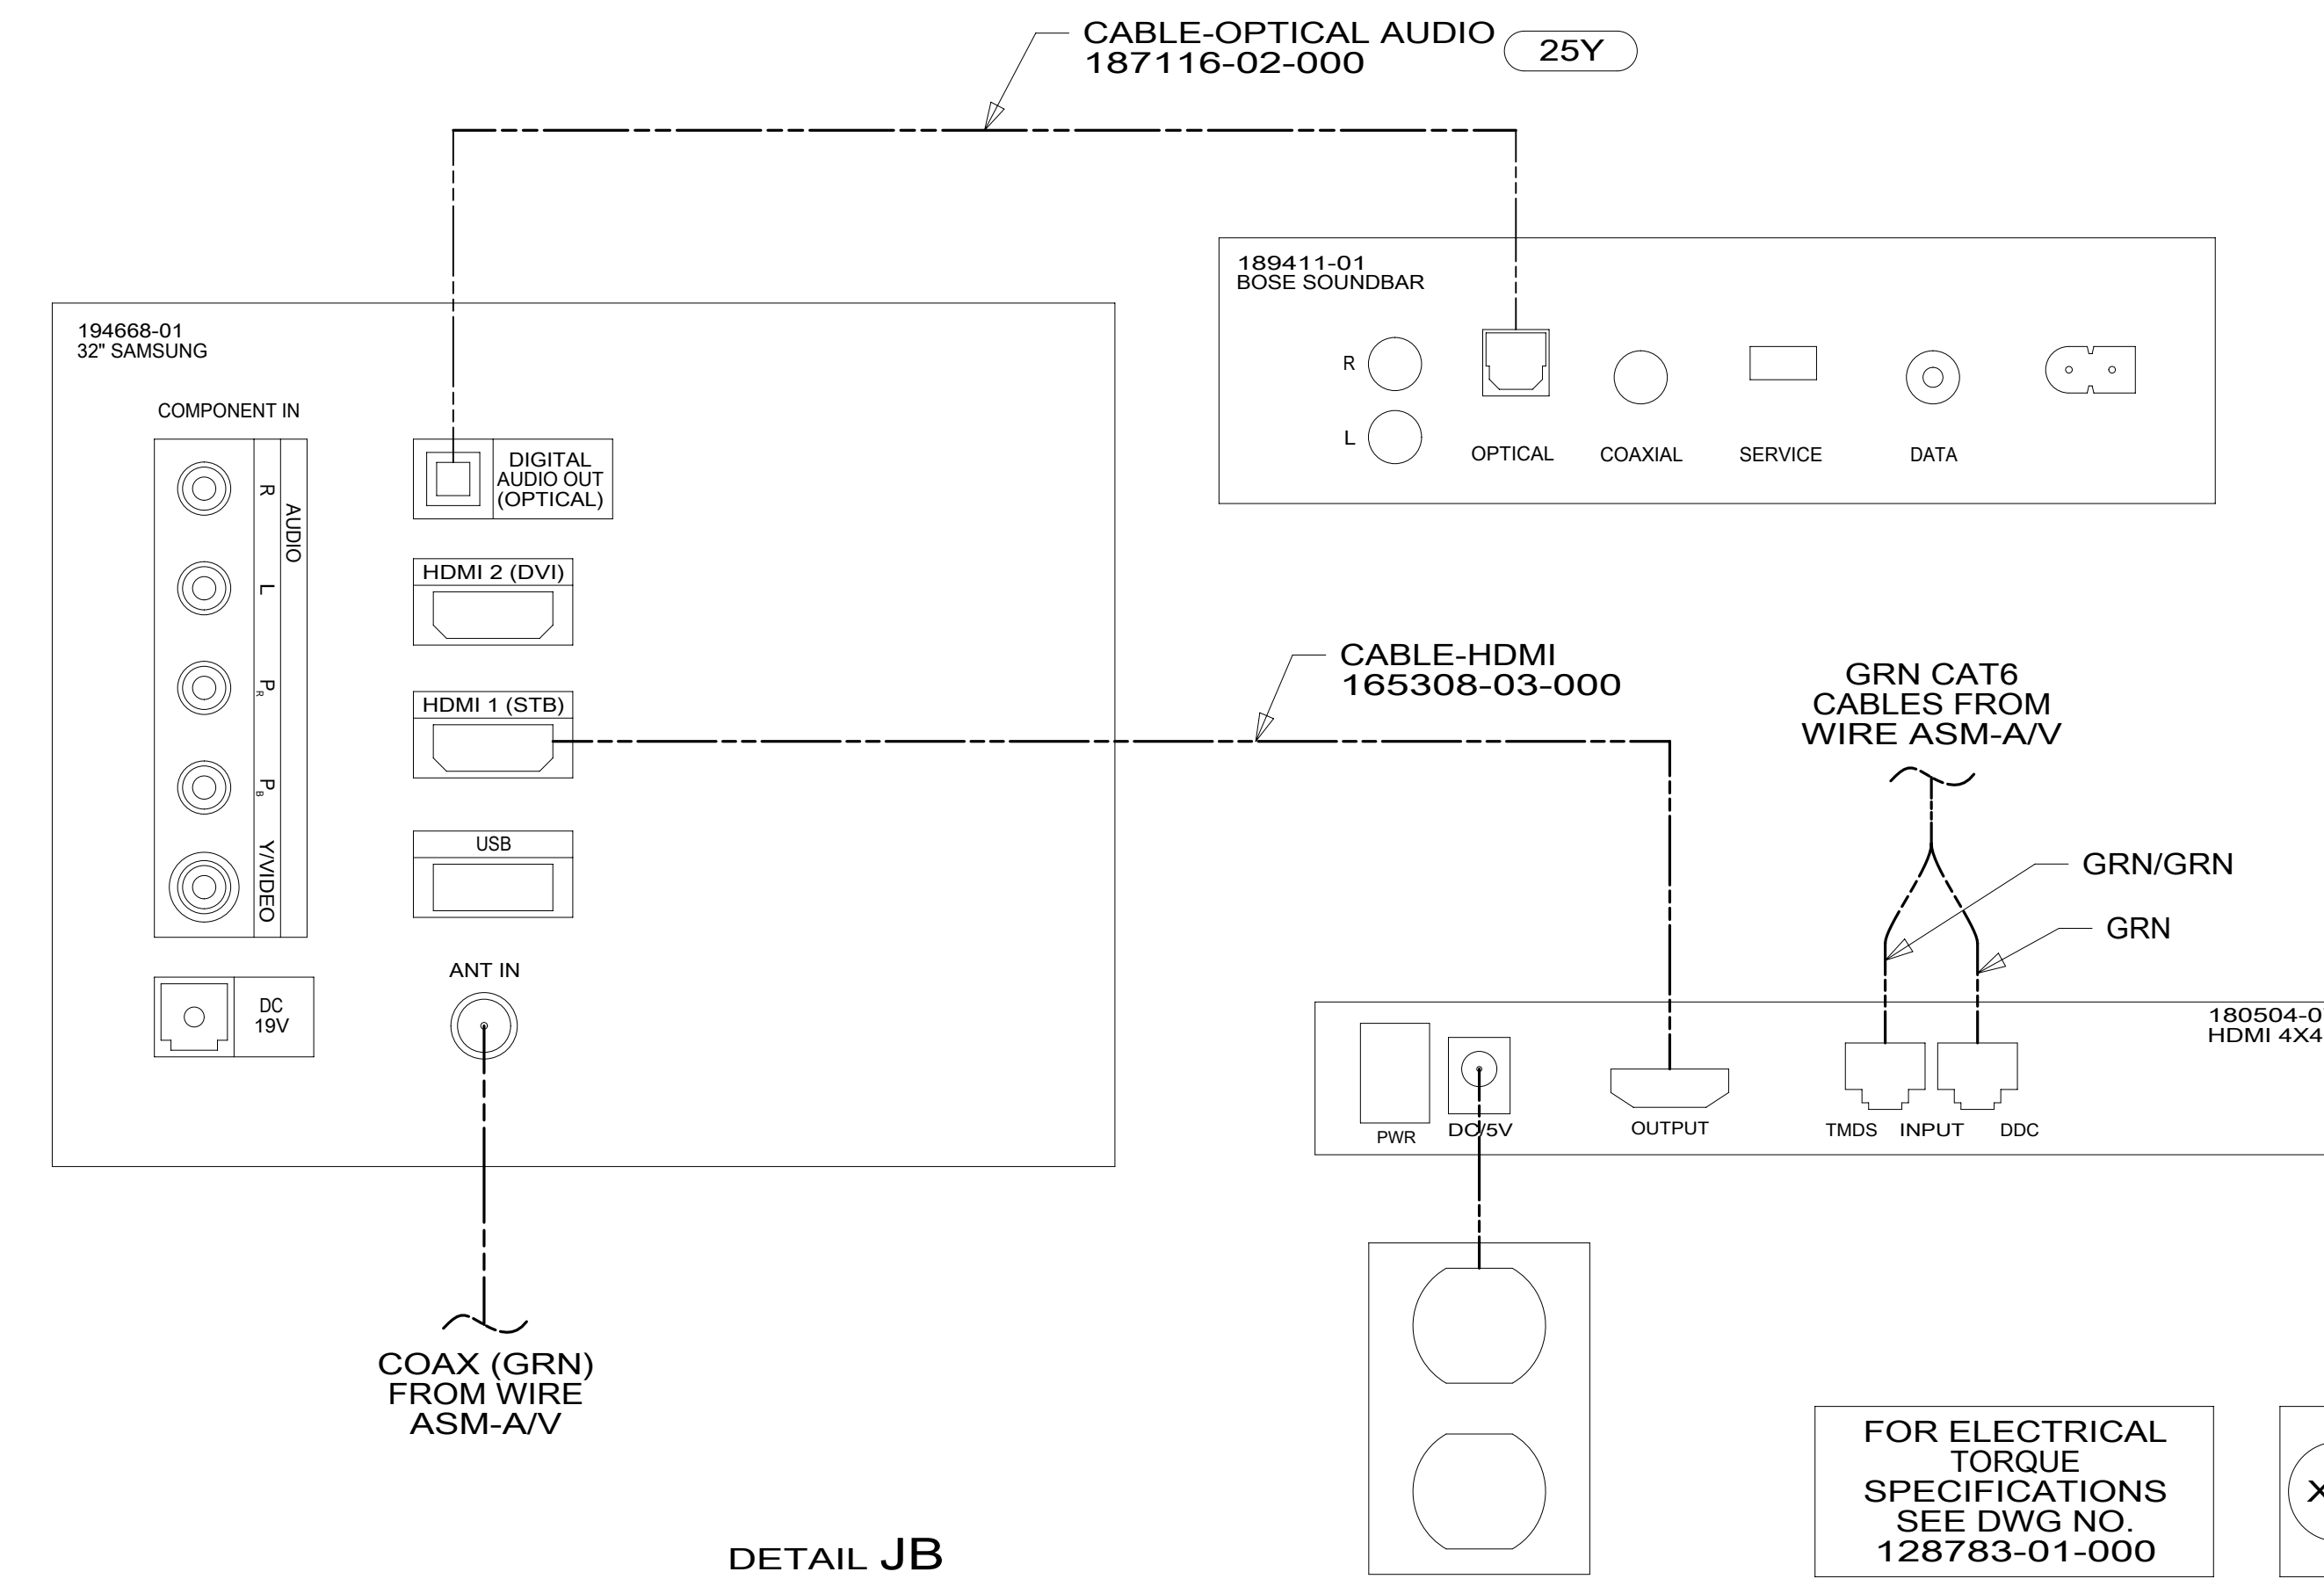 CABLE-OPTICAL AUDIO
187116-02-000
25Y
189411-01
BOSE SOUNDBAR
R
L
OPTICAL
COAXIAL
SERVICE
DATA
194668-01
32" SAMSUNG
COMPONENT IN
R
L
AUDIO
PR
PB
Y/VIDEO
DIGITAL
AUDIO OUT
(OPTICAL)
HDMI 2 (DVI)
HDMI 1 (STB)
USB
ANT IN
DC
19V
CABLE-HDMI
165308-03-000
GRN CAT6
CABLES FROM
WIRE ASM-A/V
GRN/GRN
GRN
180504-0
HDMI 4X4
PWR
DC/5V
OUTPUT
TMDS
INPUT
DDC
COAX (GRN)
FROM WIRE
ASM-A/V
FOR ELECTRICAL
TORQUE
SPECIFICATIONS
SEE DWG NO.
128783-01-000
X
DETAIL JB